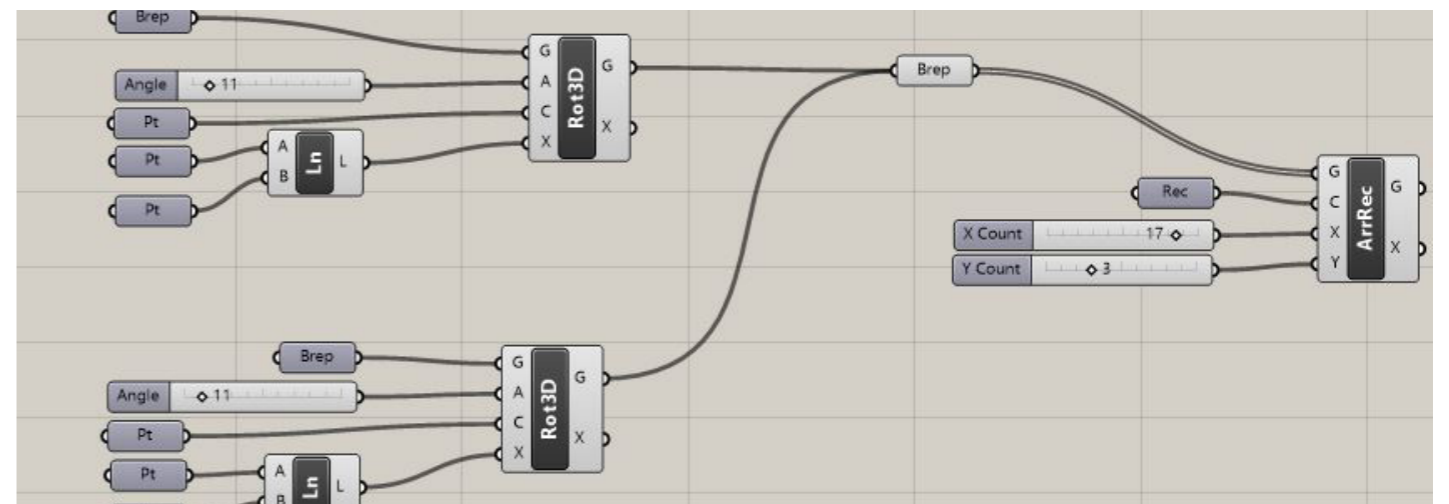 Brep
Angle 11
Pt
Pt
Pt
A
B
Ln
L
G
A
C
X
Rot3D
G
X
Brep
Rec
X Count 17
Y Count 3
G
C
X
Y
ArrRec
G
X
Brep
Angle 11
Pt
Pt
A
B
Ln
L
G
A
C
X
Rot3D
G
X